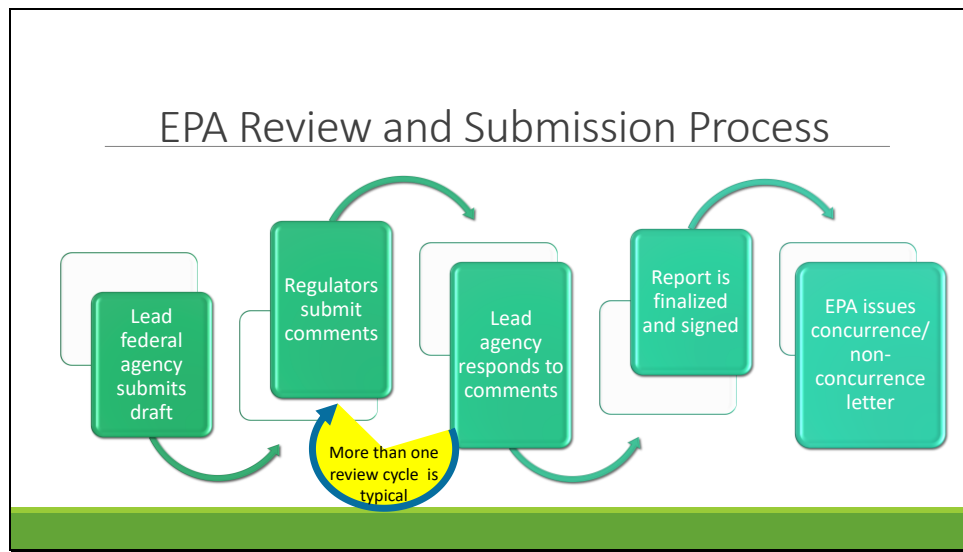 EPA Review and Submission Process
Lead
federal
agency
submits
draft
Regulators
submit
comments
More than one
review cycle is
typical
Lead
agency
responds to
comments
Report is
finalized
and signed
EPA issues
concurrence/
non-
concurrence
letter